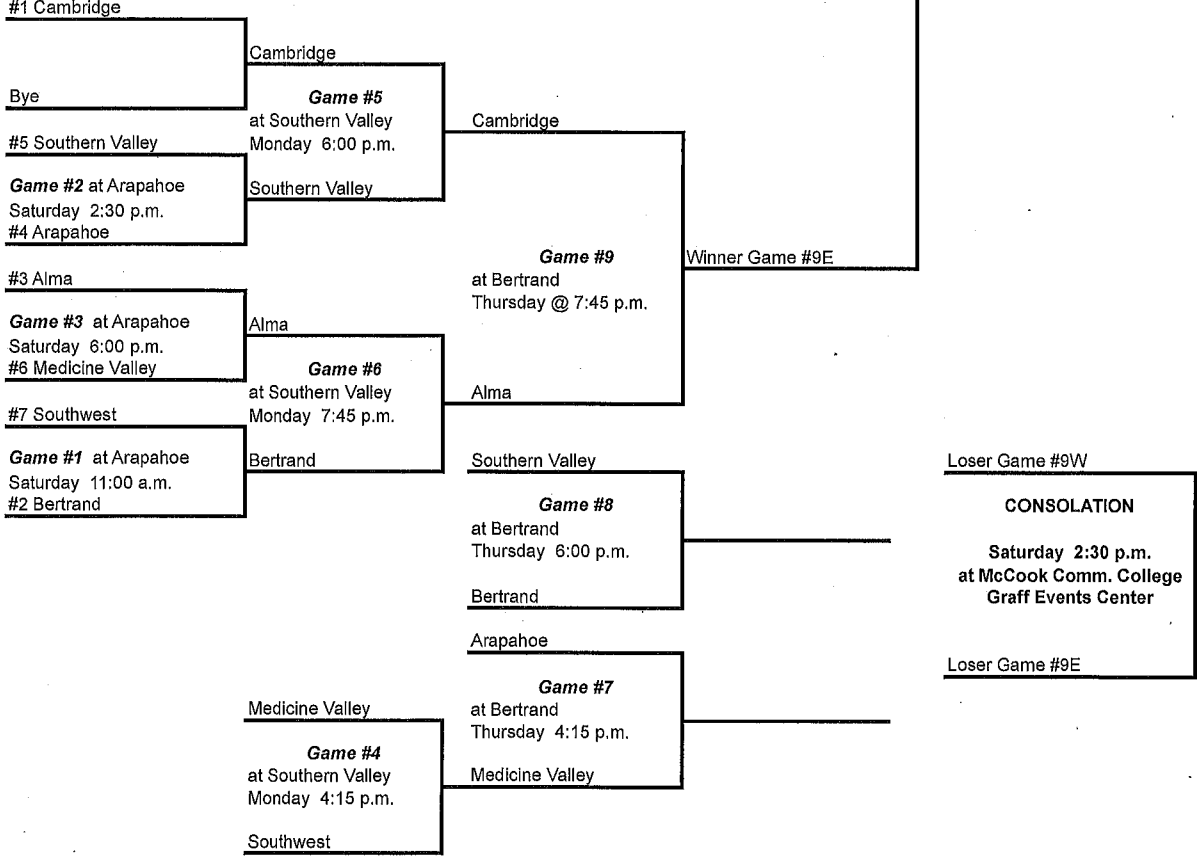 #1 Cambridge
Cambridge
Bye
Game #5
at Southern Valley
Monday 6:00 p.m.
Cambridge
#5 Southern Valley
Game #2 at Arapahoe
Saturday 2:30 p.m.
#4 Arapahoe
Southern Valley
Game #9
at Bertrand
Thursday @ 7:45 p.m.
Winner Game #9E
#3 Alma
Game #3 at Arapahoe
Saturday 6:00 p.m.
#6 Medicine Valley
Alma
Game #6
at Southern Valley
Monday 7:45 p.m.
Alma
#7 Southwest
Game #1 at Arapahoe
Saturday 11:00 a.m.
#2 Bertrand
Bertrand
Southern Valley
Game #8
at Bertrand
Thursday 6:00 p.m.
Bertrand
Loser Game #9W
CONSOLATION
Saturday 2:30 p.m.
at McCook Comm. College
Graff Events Center
Loser Game #9E
Arapahoe
Game #7
at Bertrand
Thursday 4:15 p.m.
Medicine Valley
Medicine Valley
Game #4
at Southern Valley
Monday 4:15 p.m.
Southwest